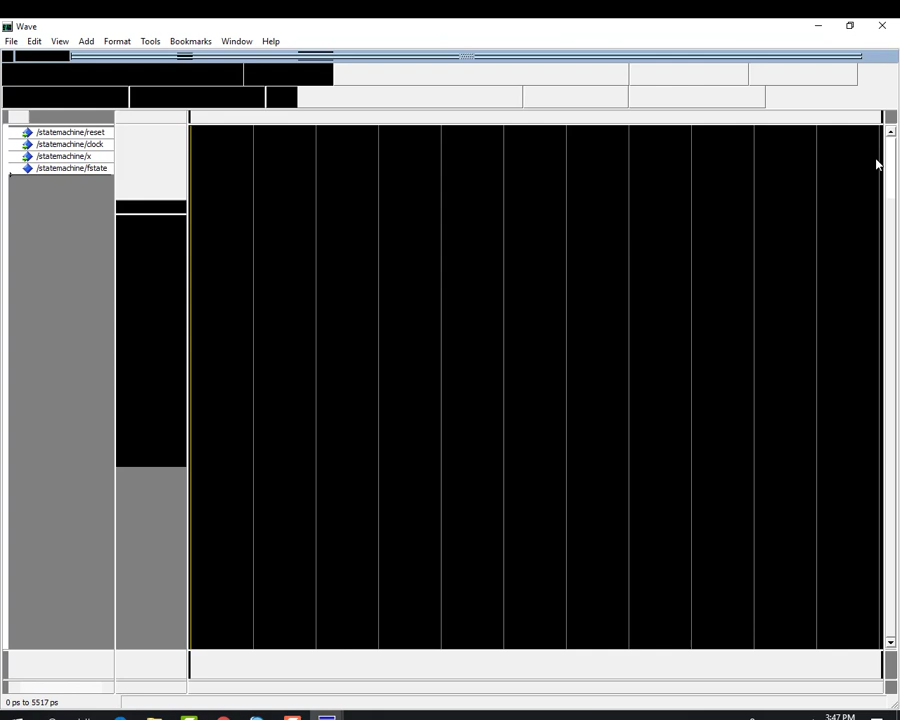 Wave
File Edit View Add Format Tools Bookmarks Window Help
/statemachine/reset
/statemachine/clock
/statemachine/x
/statemachine/fstate
0 ps to 5517 ps
3:47 PM